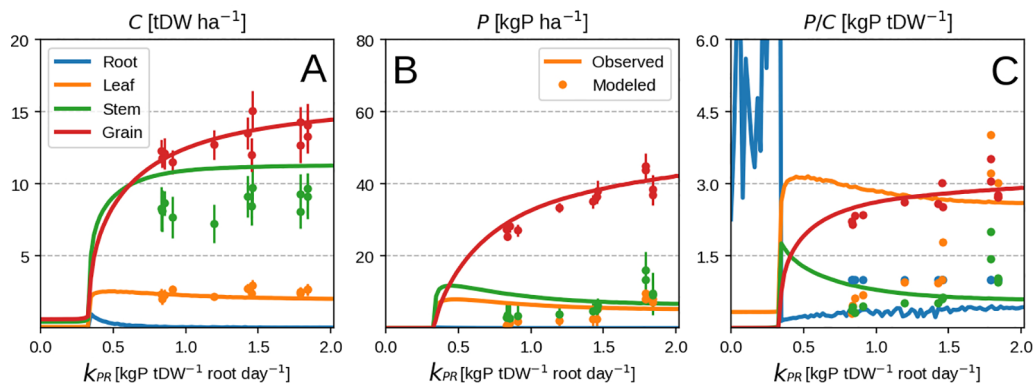 C [tDW ha⁻¹]
20
15
10
5
0.0 0.5 1.0 1.5 2.0
Root
Leaf
Stem
Grain
A
k_PR [kgP tDW⁻¹ root day⁻¹]
P [kgP ha⁻¹]
80
60
40
20
0
0.0 0.5 1.0 1.5 2.0
B
Observed
Modeled
k_PR [kgP tDW⁻¹ root day⁻¹]
P/C [kgP tDW⁻¹]
6.0
4.5
3.0
1.5
0.0 0.5 1.0 1.5 2.0
C
k_PR [kgP tDW⁻¹ root day⁻¹]